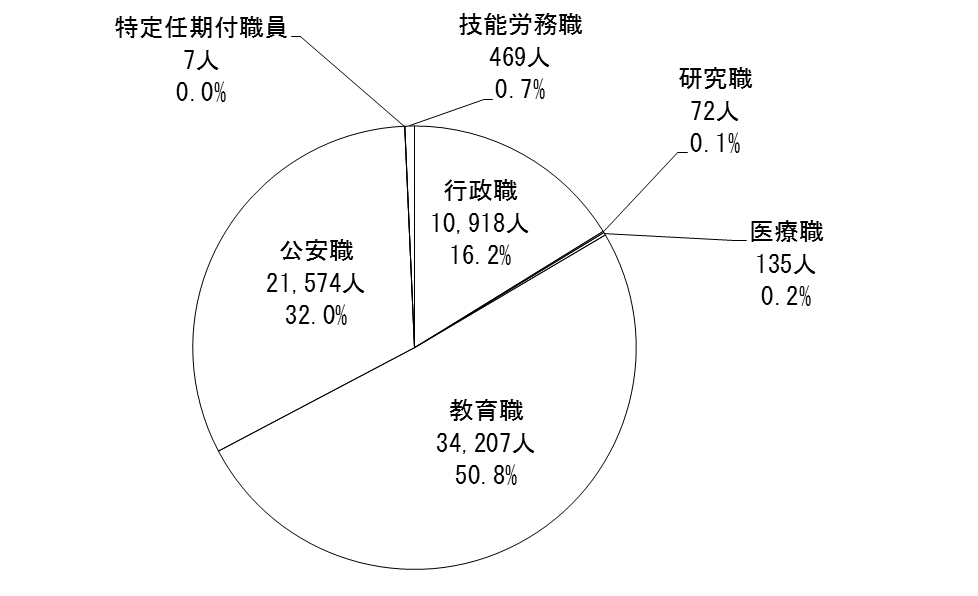 特定任期付職員
7人
0.0%
技能労務職
469人
0.7%
研究職
72人
0.1%
行政職
10,918人
16.2%
医療職
135人
0.2%
公安職
21,574人
32.0%
教育職
34,207人
50.8%